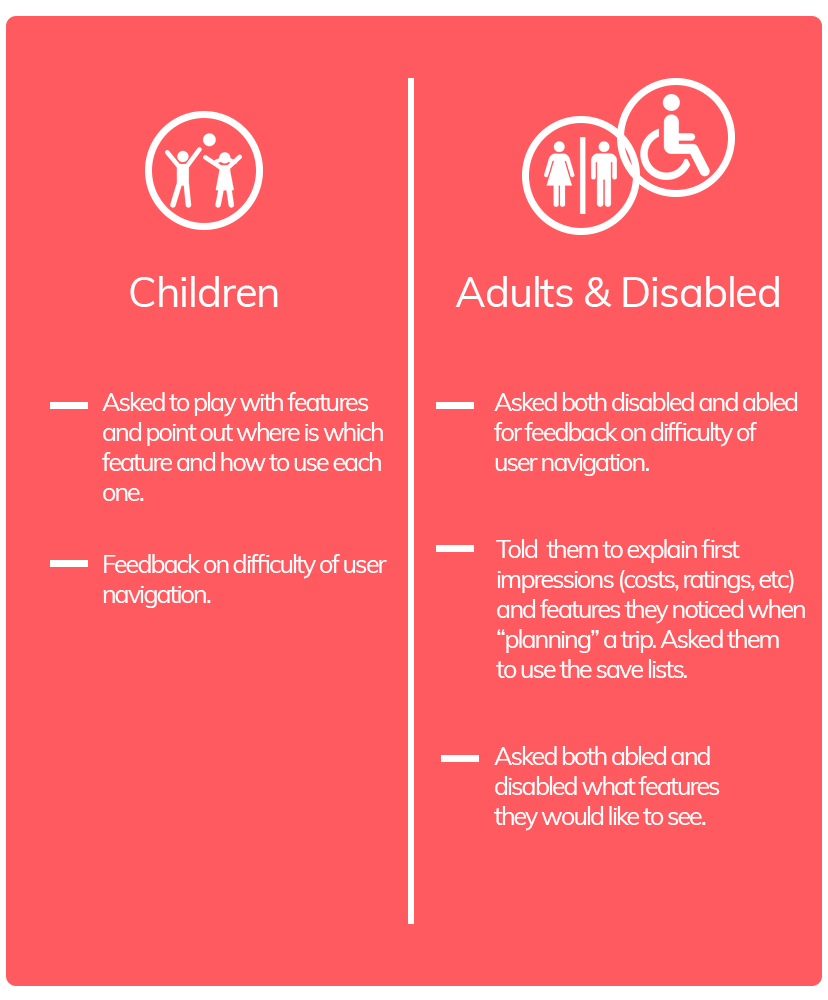 Children
Asked to play with features
and point out where is which
feature and how to use each
one.
Feedback on difficulty of user
navigation.
Adults & Disabled
Asked both disabled and abled
for feedback on difficulty of
user navigation.
Told  them to explain first
impressions (costs, ratings, etc)
and features they noticed when
“planning” a trip. Asked them
to use the save lists.
Asked both abled and
disabled what features
they would like to see.